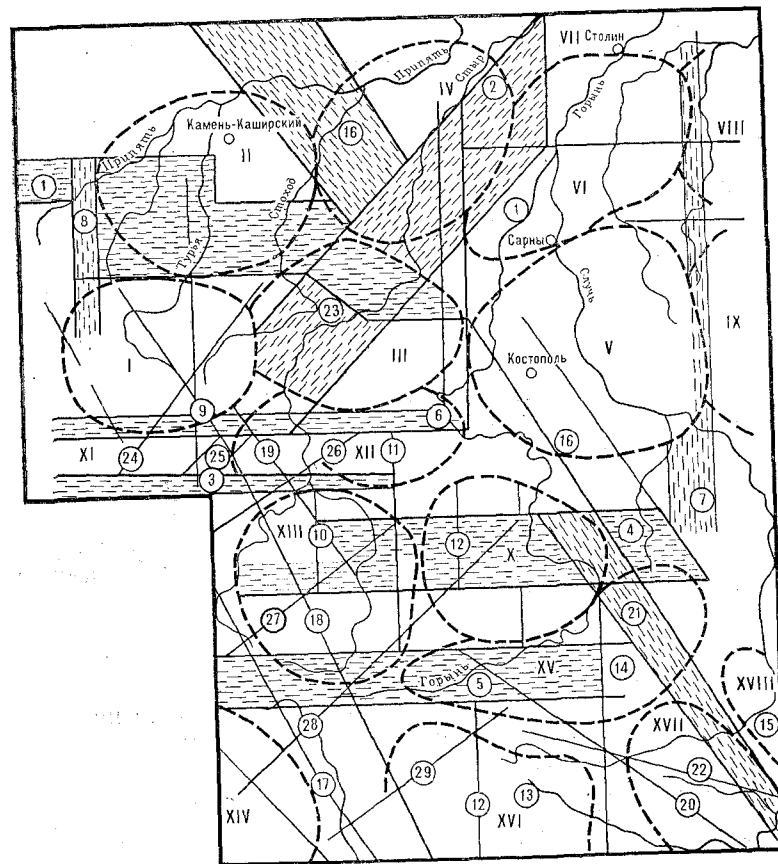 VII Столин
Припять
Стыр
IV
2
Горынь
Камень-Каширский
16
VIII
II
Припять
1
Стоход
VI
1
8
Сарны
Турья
Случь
23
IX
I
III
V
Костополь
9
6
16
XI
24
25
19
26
XII
11
3
7
XIII
10
12
X
4
27
18
21
XV
14
Горынь
5
XVIII
28
XVII
15
17
29
22
12
13
20
XIV
XVI